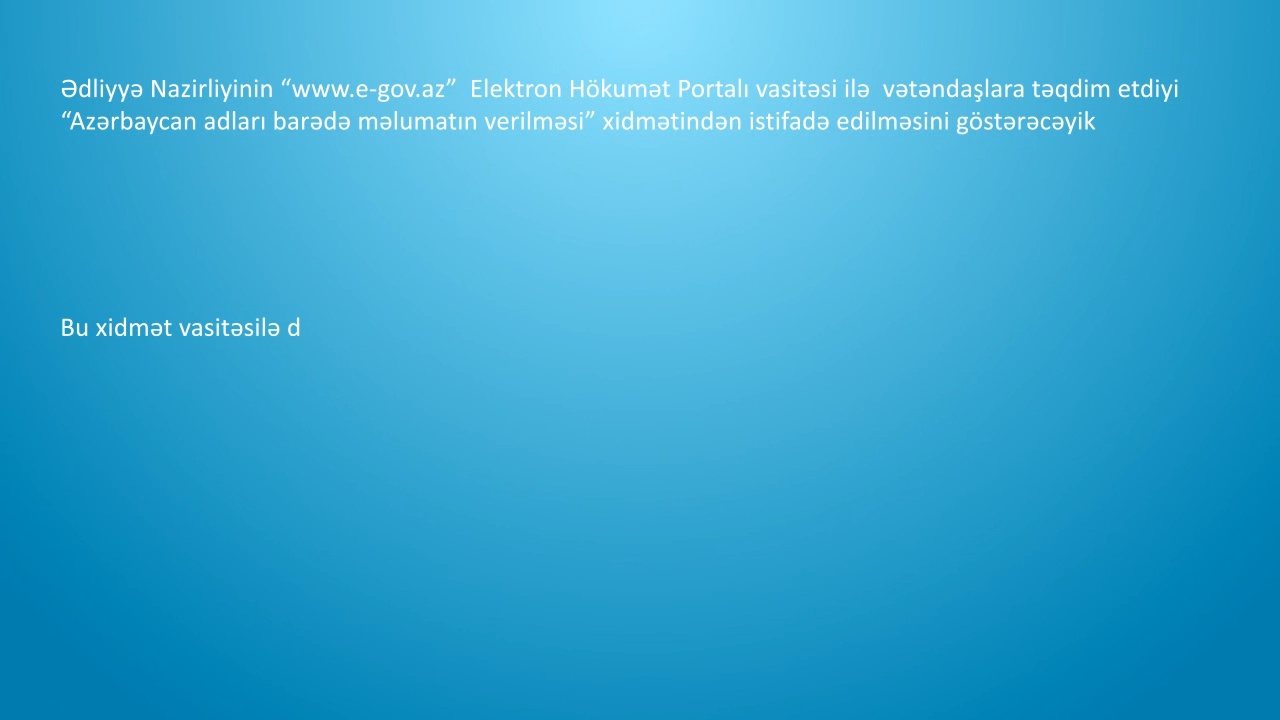 Ədliyyə Nazirliyinin “www.e-gov.az”  Elektron Hökumət Portalı vasitəsi ilə  vətəndaşlara təqdim etdiyi
“Azərbaycan adları barədə məlumatın verilməsi” xidmətindən istifadə edilməsini göstərəcəyik
Bu xidmət vasitəsilə d